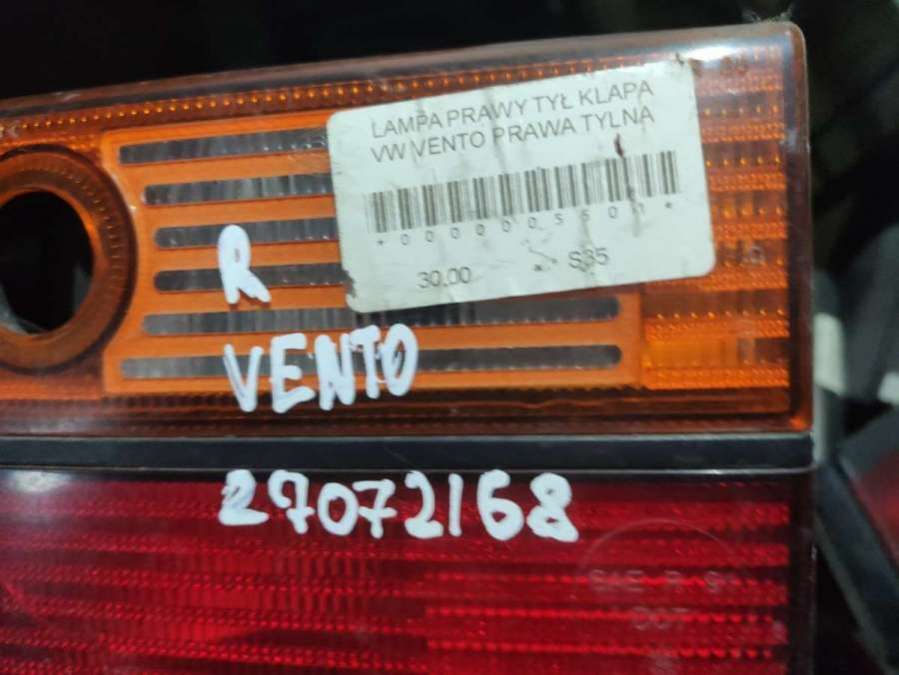 LAMPA PRAWY TYŁ KLAPA
VW VENTO PRAWA TYLNA
30.00 S35
R
VENTO
27072168